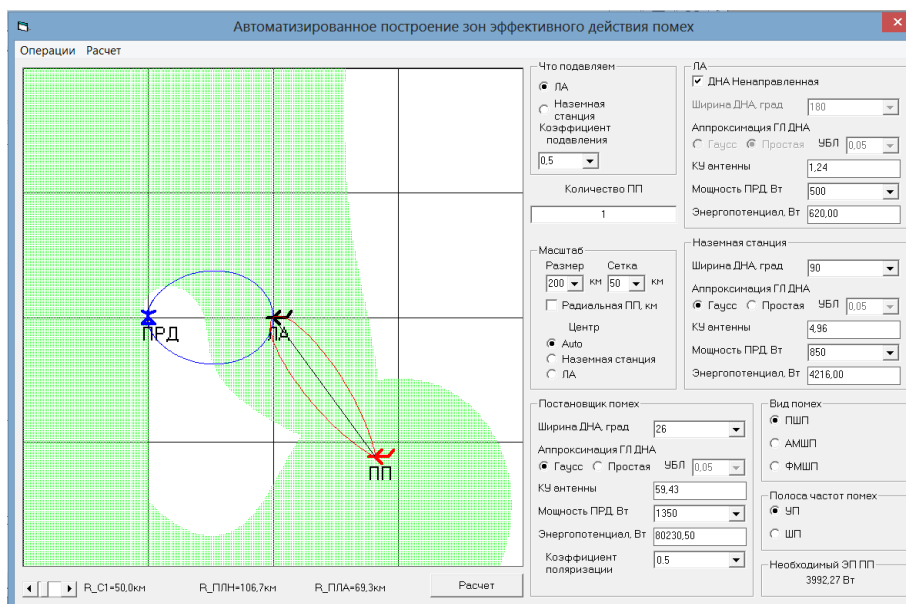 Автоматизированное построение зон эффективного действия помех
Операции Расчет
ПРД
ЛА
ПП
R_C1=50,0км R_ПЛН=106,7км R_ПЛА=69,3км Расчет
Что подавляем
ЛА
Наземная станция
Коэффициент подавления
0,5
Количество ПП
1
Масштаб
Размер Сетка
200 км 50 км
Радиальная ПП, км
Центр
Auto
Наземная станция
ЛА
ЛА
ДНА Ненаправленная
Ширина ДНА, град 180
Аппроксимация ГЛ ДНА
Гаусс Простая УБЛ 0,05
КУ антенны 1,24
Мощность ПРД, Вт 500
Энергопотенциал, Вт 620,00
Наземная станция
Ширина ДНА, град 90
Аппроксимация ГЛ ДНА
Гаусс Простая УБЛ 0,05
КУ антенны 4,96
Мощность ПРД, Вт 850
Энергопотенциал, Вт 4216,00
Постановщик помех
Ширина ДНА, град 26
Аппроксимация ГЛ ДНА
Гаусс Простая УБЛ 0,05
КУ антенны 59,43
Мощность ПРД, Вт 1350
Энергопотенциал, Вт 80230,50
Коэффициент поляризации 0.5
Вид помех
ПШП
АМШП
ФМШП
Полоса частот помех
УП
ШП
Необходимый ЭП ПП
3992,27 Вт